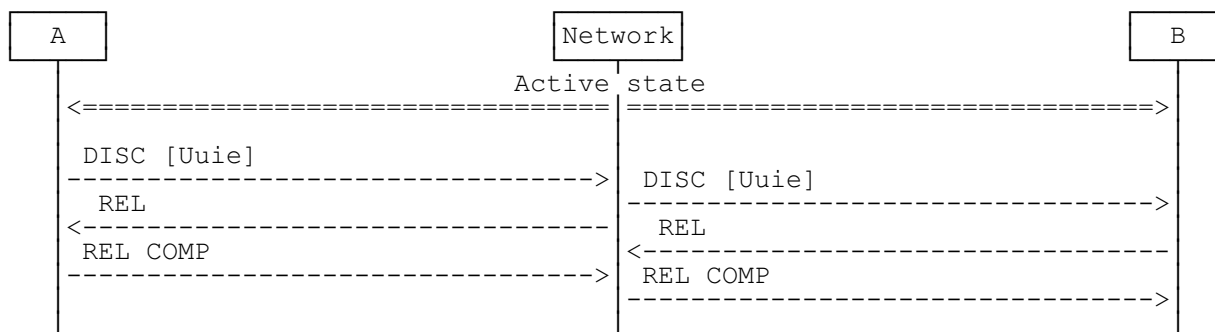 A Network B
Active state
DISC [Uuie]
DISC [Uuie]
REL
REL
REL COMP
REL COMP